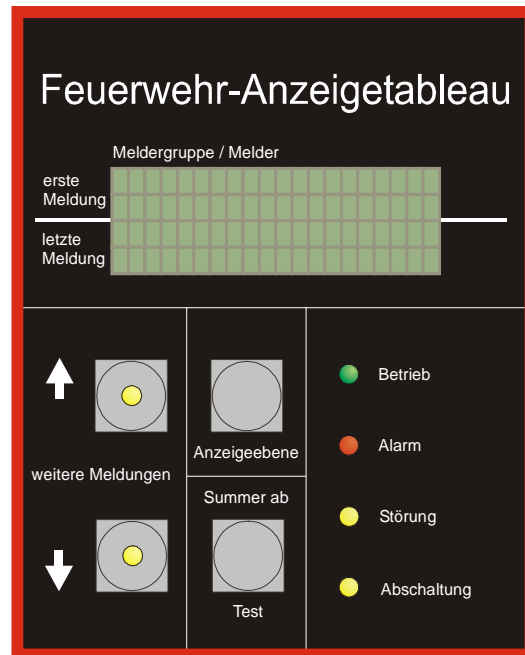 Feuerwehr-Anzeigetableau
Meldergruppe / Melder
erste
Meldung
letzte
Meldung
weitere Meldungen
Anzeigeebene
Summer ab
Test
Betrieb
Alarm
Störung
Abschaltung